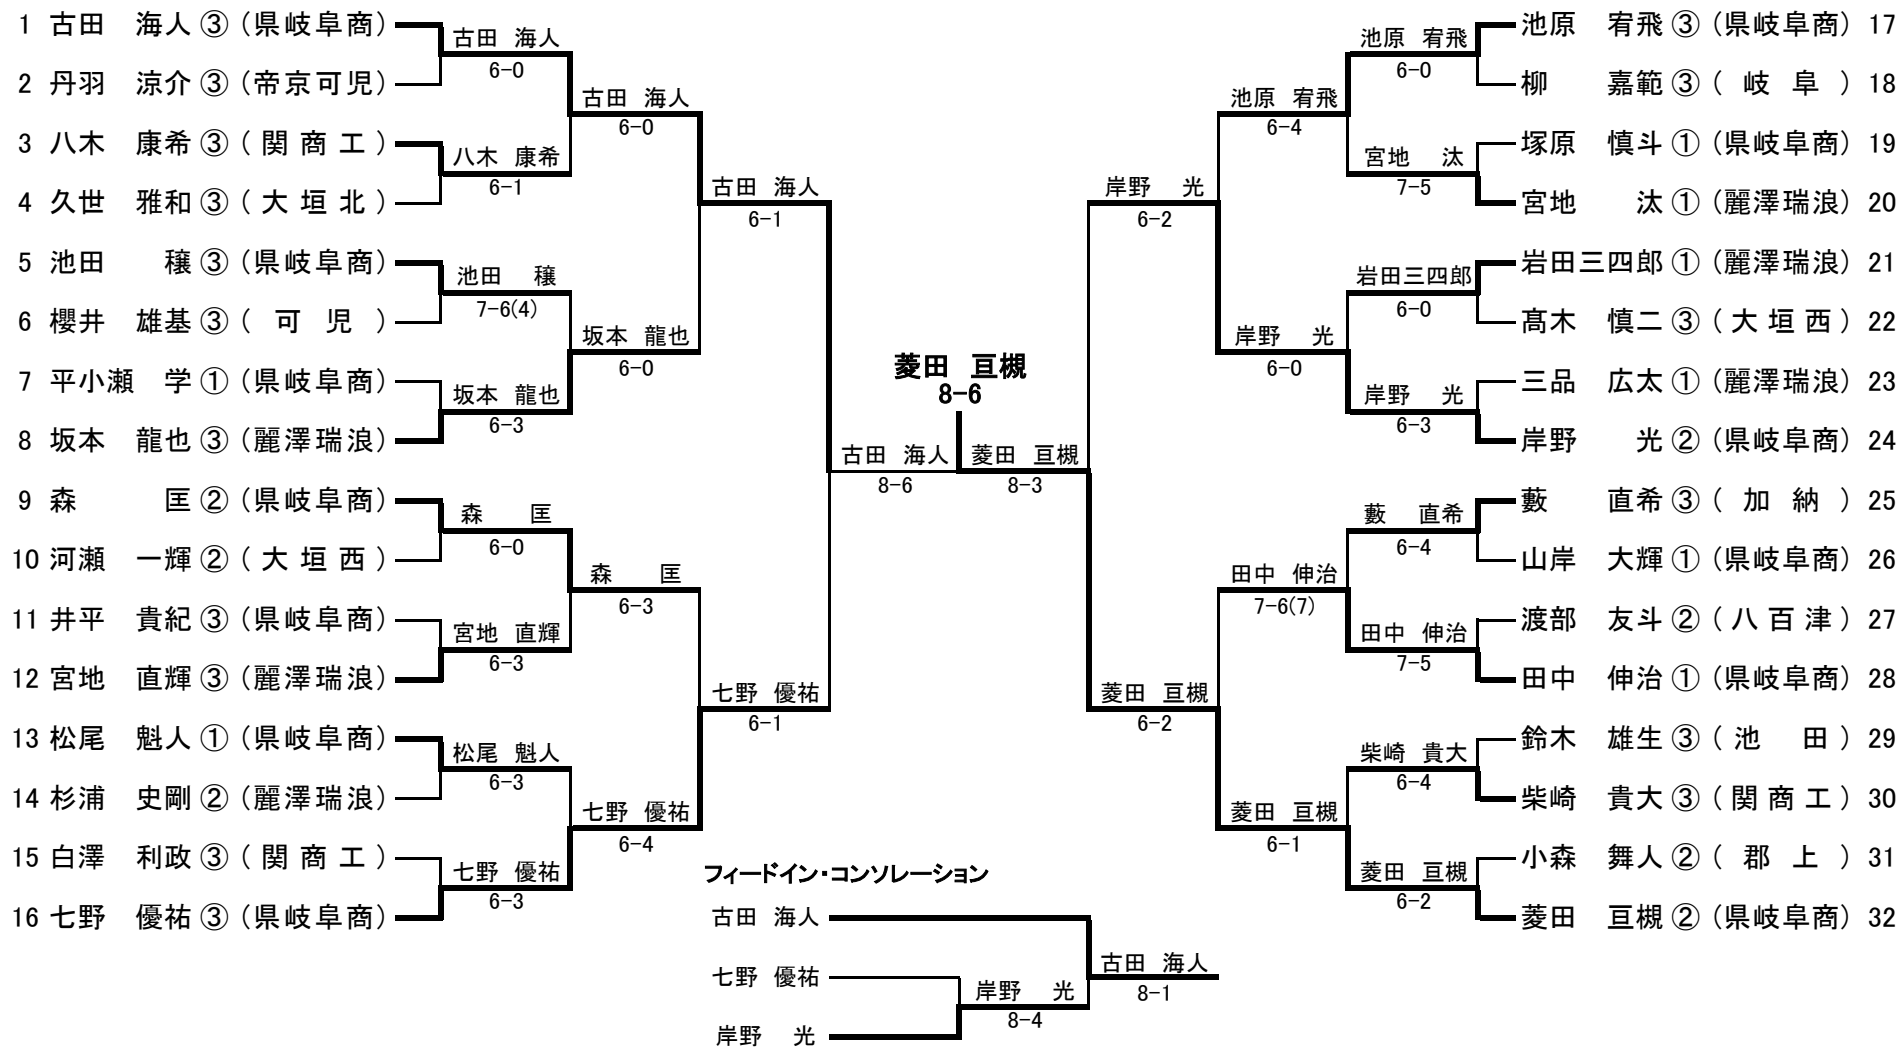 1 古田 海人 ③ (県岐阜商)
2 丹羽 涼介 ③ (帝京可児)
3 八木 康希 ③ (関商工)
4 久世 雅和 ③ (大垣北)
5 池田 穣 ③ (県岐阜商)
6 櫻井 雄基 ③ (可児)
7 平小瀬 学 ① (県岐阜商)
8 坂本 龍也 ③ (麗澤瑞浪)
9 森 匡 ② (県岐阜商)
10 河瀬 一輝 ② (大垣西)
11 井平 貴紀 ③ (県岐阜商)
12 宮地 直輝 ③ (麗澤瑞浪)
13 松尾 魁人 ① (県岐阜商)
14 杉浦 史剛 ② (麗澤瑞浪)
15 白澤 利政 ③ (関商工)
16 七野 優祐 ③ (県岐阜商)
古田 海人
6-0
八木 康希
6-1
池田 穣
7-6(4)
坂本 龍也
6-3
森 匡
6-0
宮地 直輝
6-3
松尾 魁人
6-3
七野 優祐
6-3
古田 海人
6-0
坂本 龍也
6-0
森 匡
6-3
七野 優祐
6-4
古田 海人
6-1
七野 優祐
6-1
古田 海人
8-6
菱田 亘槻
8-6
菱田 亘槻
8-3
岸野 光
6-2
菱田 亘槻
6-2
池原 宥飛
6-4
岸野 光
6-0
田中 伸治
7-6(7)
菱田 亘槻
6-1
池原 宥飛
6-0
宮地 汰
7-5
岩田三四郎
6-0
岸野 光
6-3
藪 直希
6-4
田中 伸治
7-5
柴崎 貴大
6-4
菱田 亘槻
6-2
池原 宥飛 ③ (県岐阜商) 17
柳 嘉範 ③ (岐阜) 18
塚原 慎斗 ① (県岐阜商) 19
宮地 汰 ① (麗澤瑞浪) 20
岩田三四郎 ① (麗澤瑞浪) 21
髙木 慎二 ③ (大垣西) 22
三品 広太 ① (麗澤瑞浪) 23
岸野 光 ② (県岐阜商) 24
藪 直希 ③ (加納) 25
山岸 大輝 ① (県岐阜商) 26
渡部 友斗 ② (八百津) 27
田中 伸治 ① (県岐阜商) 28
鈴木 雄生 ③ (池田) 29
柴崎 貴大 ③ (関商工) 30
小森 舞人 ② (郡上) 31
菱田 亘槻 ② (県岐阜商) 32
フィードイン・コンソレーション
古田 海人
七野 優祐
岸野 光
岸野 光
8-4
古田 海人
8-1